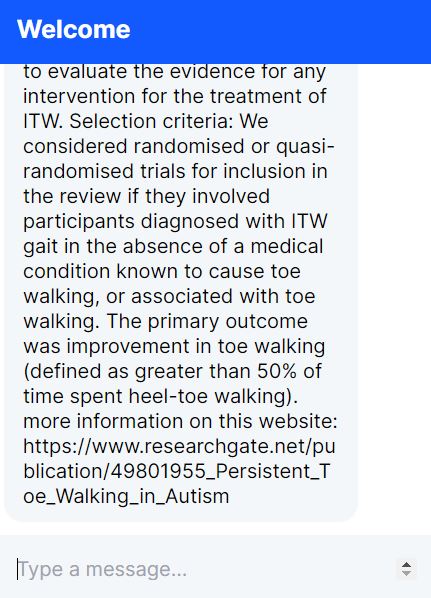 Welcome
to evaluate the evidence for any
intervention for the treatment of
ITW. Selection criteria: We
considered randomised or quasi-
randomised trials for inclusion in
the review if they involved
participants diagnosed with ITW
gait in the absence of a medical
condition known to cause toe
walking, or associated with toe
walking. The primary outcome
was improvement in toe walking
(defined as greater than 50% of
time spent heel-toe walking).
more information on this website:
https://www.researchgate.net/pu
blication/49801955_Persistent_T
oe_Walking_in_Autism
Type a message...